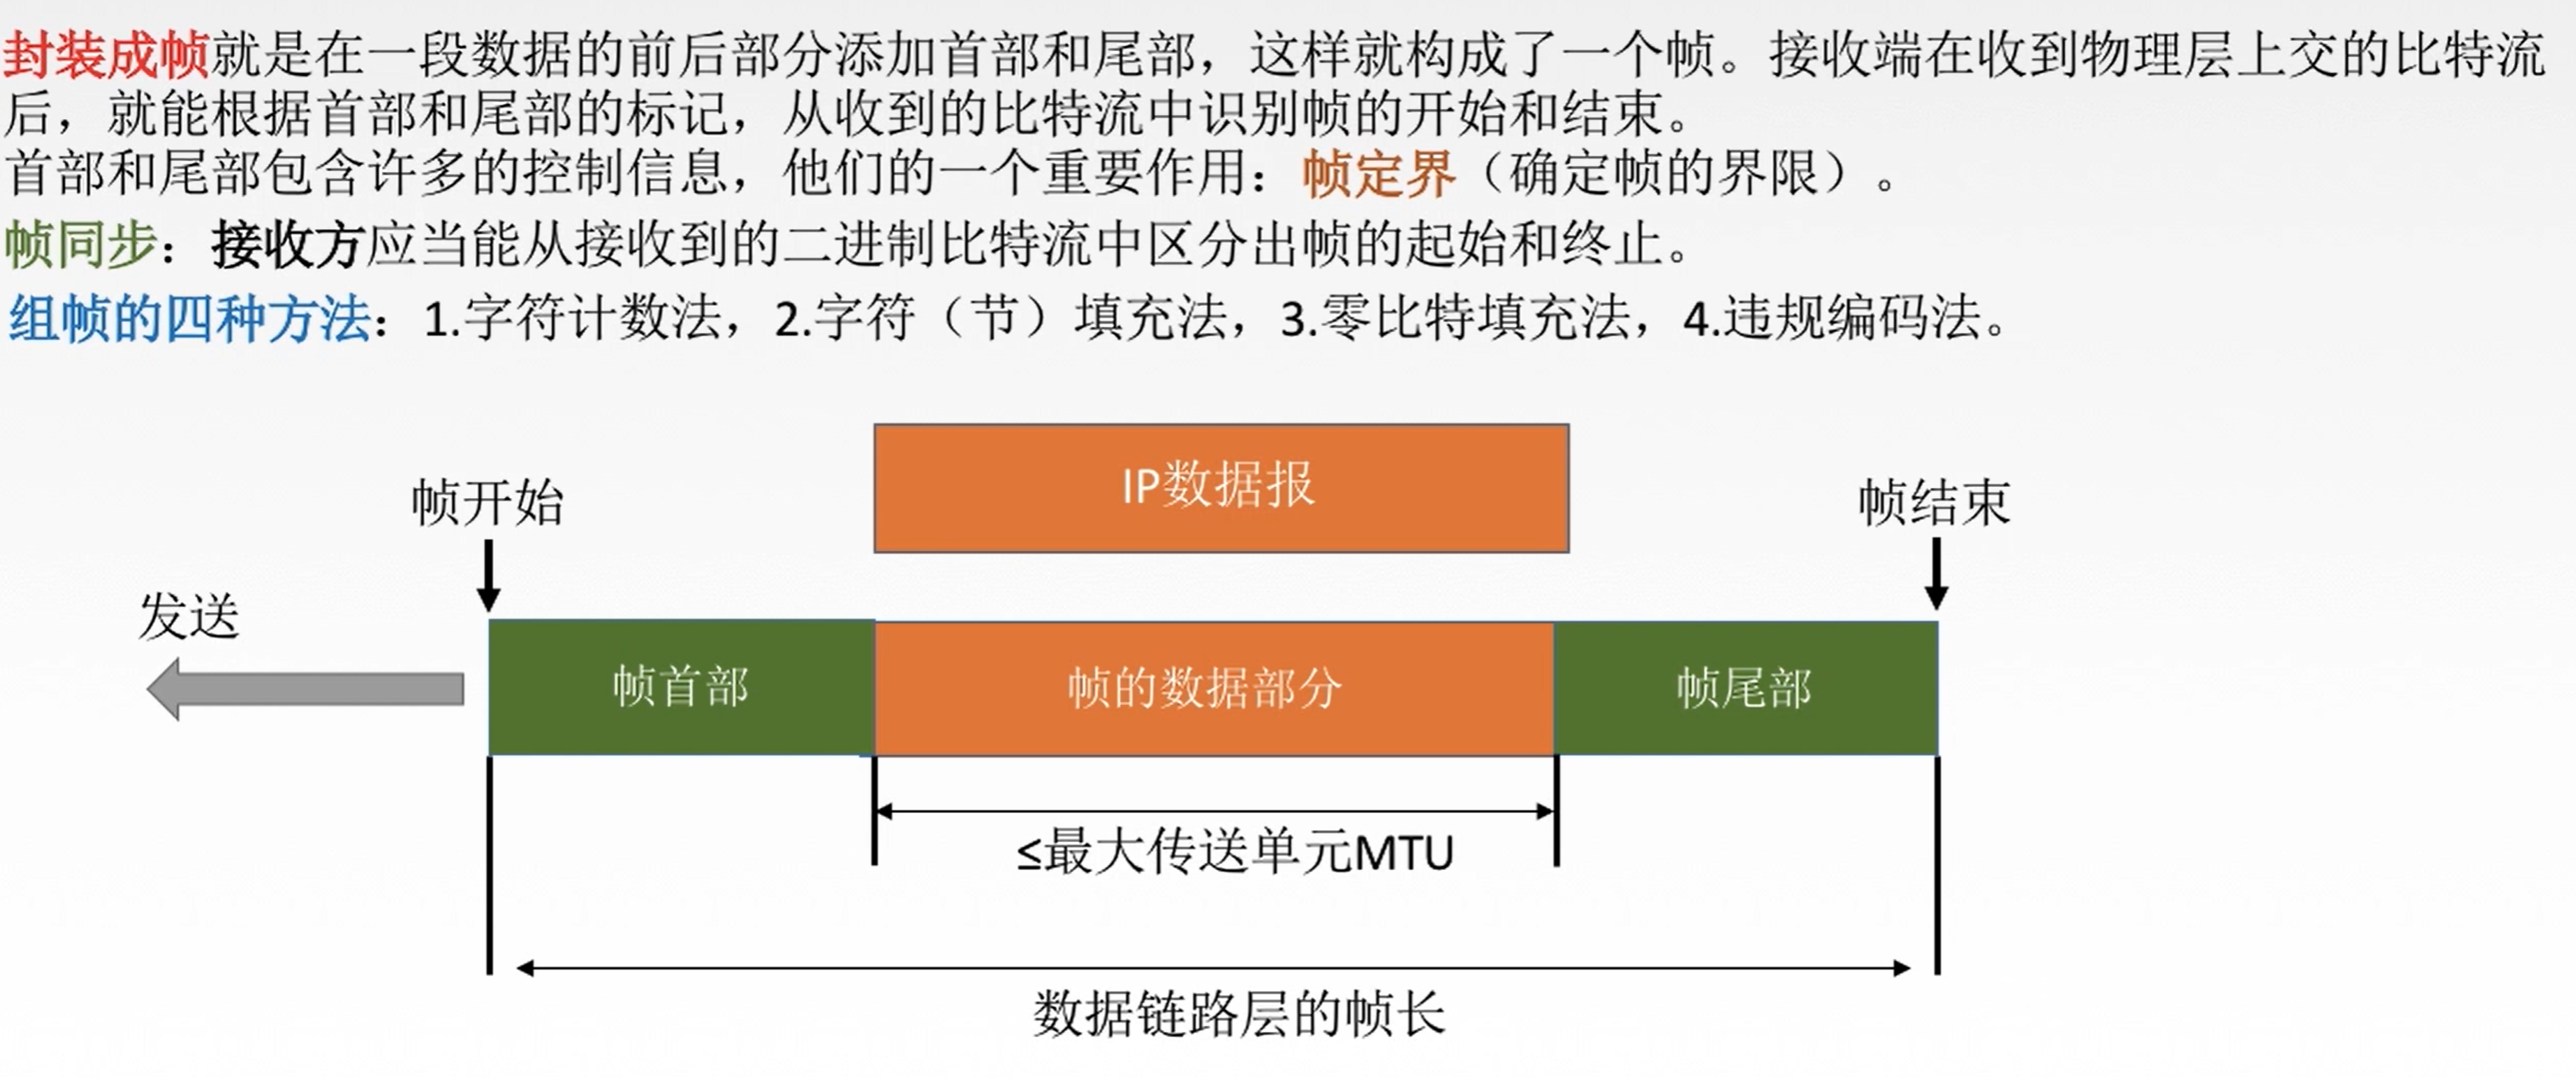 封装成帧就是在一段数据的前后部分添加首部和尾部，这样就构成了一个帧。接收端在收到物理层上交的比特流
后，就能根据首部和尾部的标记，从收到的比特流中识别帧的开始和结束。
首部和尾部包含许多的控制信息，他们的一个重要作用：帧定界（确定帧的界限）。
帧同步：接收方应当能从接收到的二进制比特流中区分出帧的起始和终止。
组帧的四种方法：1.字符计数法，2.字符（节）填充法，3.零比特填充法，4.违规编码法。
IP数据报
帧开始
帧结束
发送
帧首部
帧的数据部分
帧尾部
≤最大传送单元MTU
数据链路层的帧长